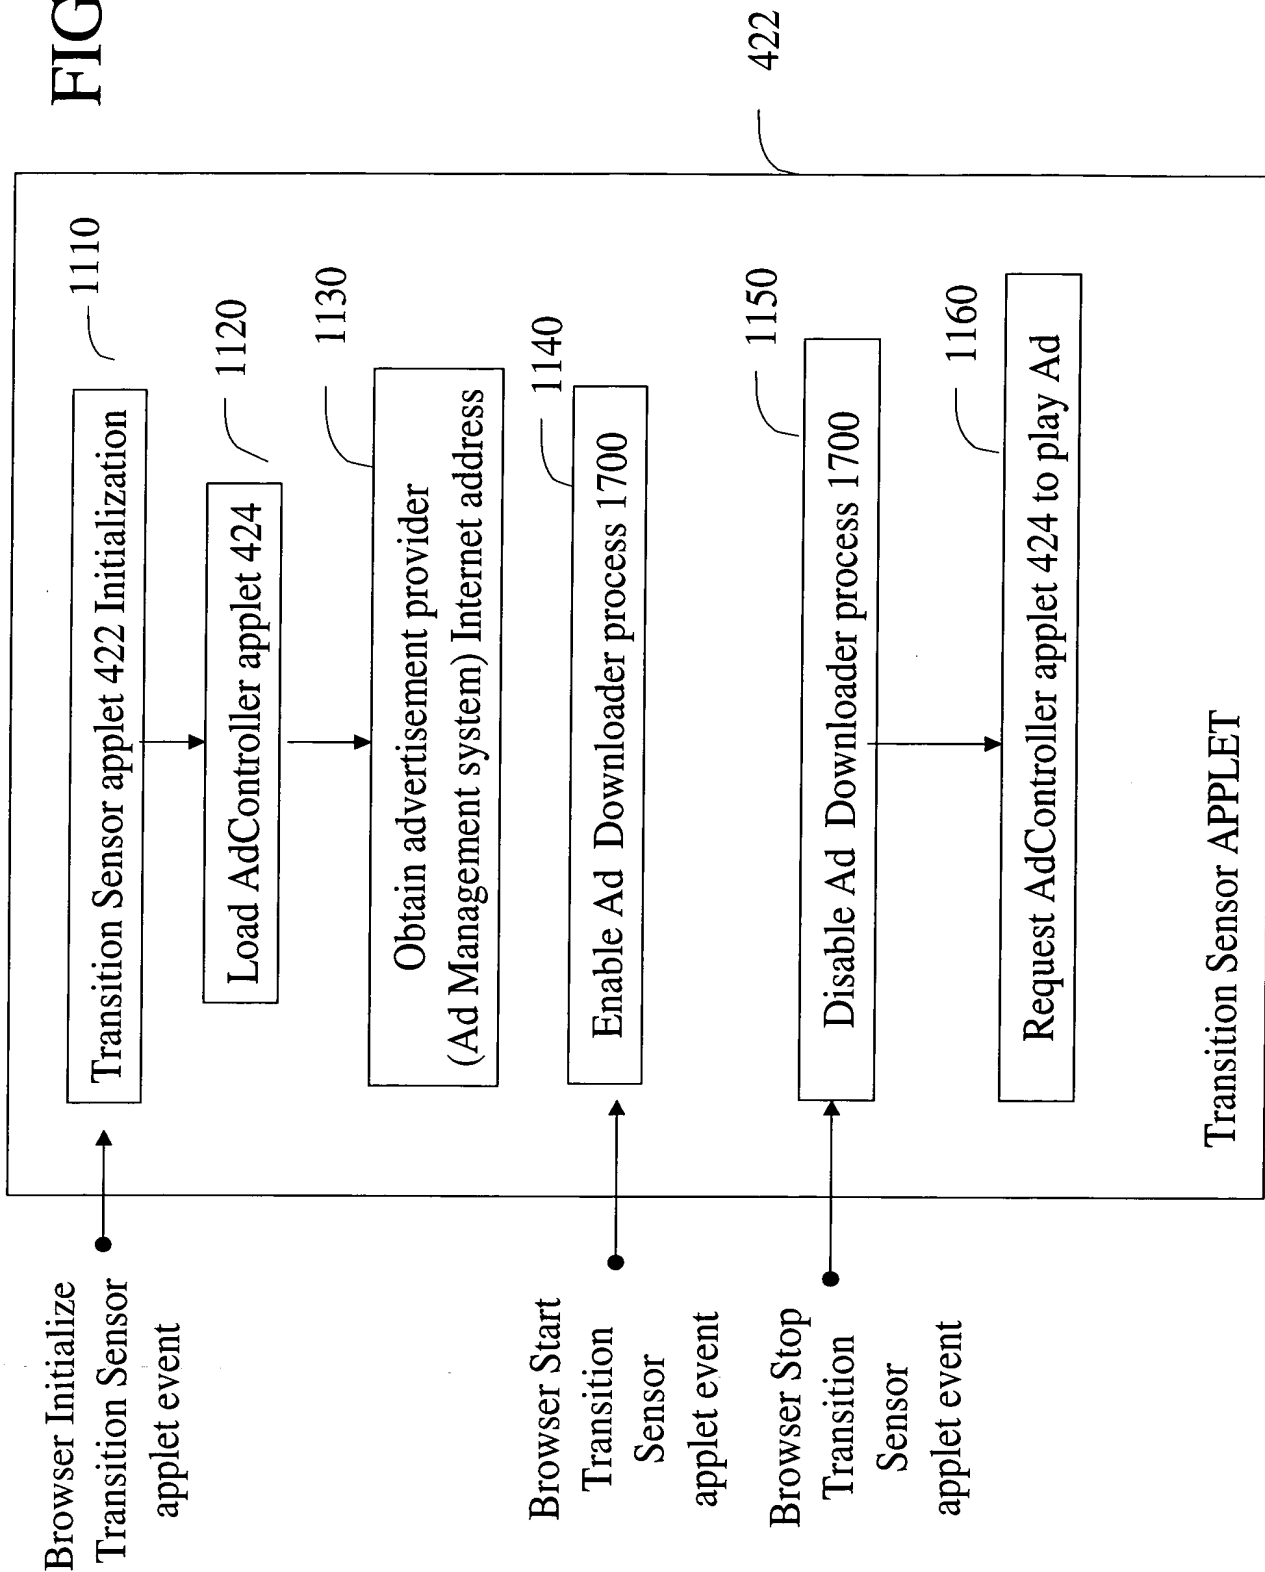 FIG
422
Browser Initialize
Transition Sensor
applet event
1110
Transition Sensor applet 422 Initialization
1120
Load AdController applet 424
1130
Obtain advertisement provider
(Ad Management system) Internet address
Browser Start
Transition
Sensor
applet event
1140
Enable Ad Downloader process 1700
Browser Stop
Transition
Sensor
applet event
1150
Disable Ad Downloader process 1700
1160
Request AdController applet 424 to play Ad
Transition Sensor APPLET